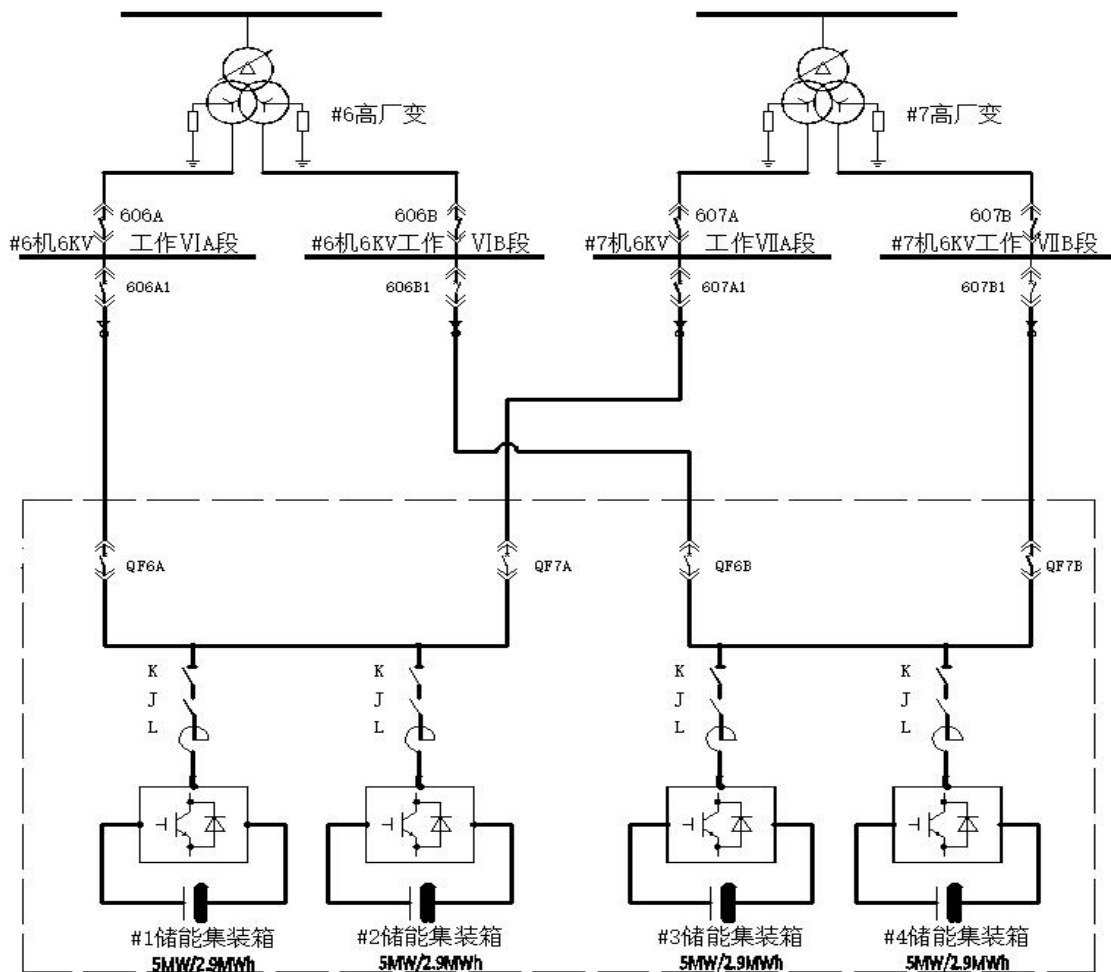 #6高厂变
#7高厂变
606A
606B
607A
607B
#6机6KV 工作ⅥA段
#6机6KV工作 ⅥB段
#7机6KV 工作ⅦA段
#7机6KV工作 ⅦB段
606A1
606B1
607A1
607B1
QF6A
QF7A
QF6B
QF7B
K
K
K
K
J
J
J
J
L
L
L
L
#1储能集装箱
5MW/2.9MWh
#2储能集装箱
5MW/2.9MWh
#3储能集装箱
5MW/2.9MWh
#4储能集装箱
5MW/2.9MWh